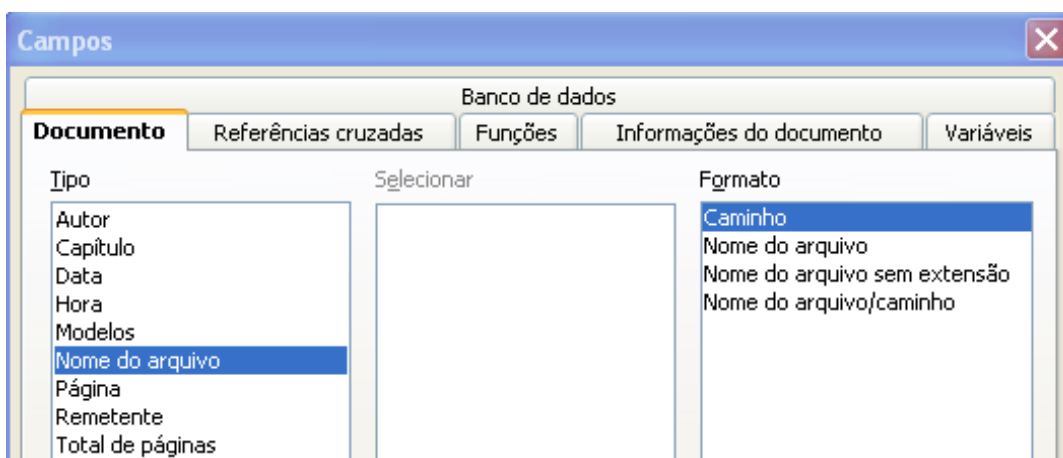 Campos
Banco de dados
Documento Referências cruzadas Funções Informações do documento Variáveis
Tipo
Autor
Capítulo
Data
Hora
Modelos
Nome do arquivo
Página
Remetente
Total de páginas
Selecionar
Formato
Caminho
Nome do arquivo
Nome do arquivo sem extensão
Nome do arquivo/caminho